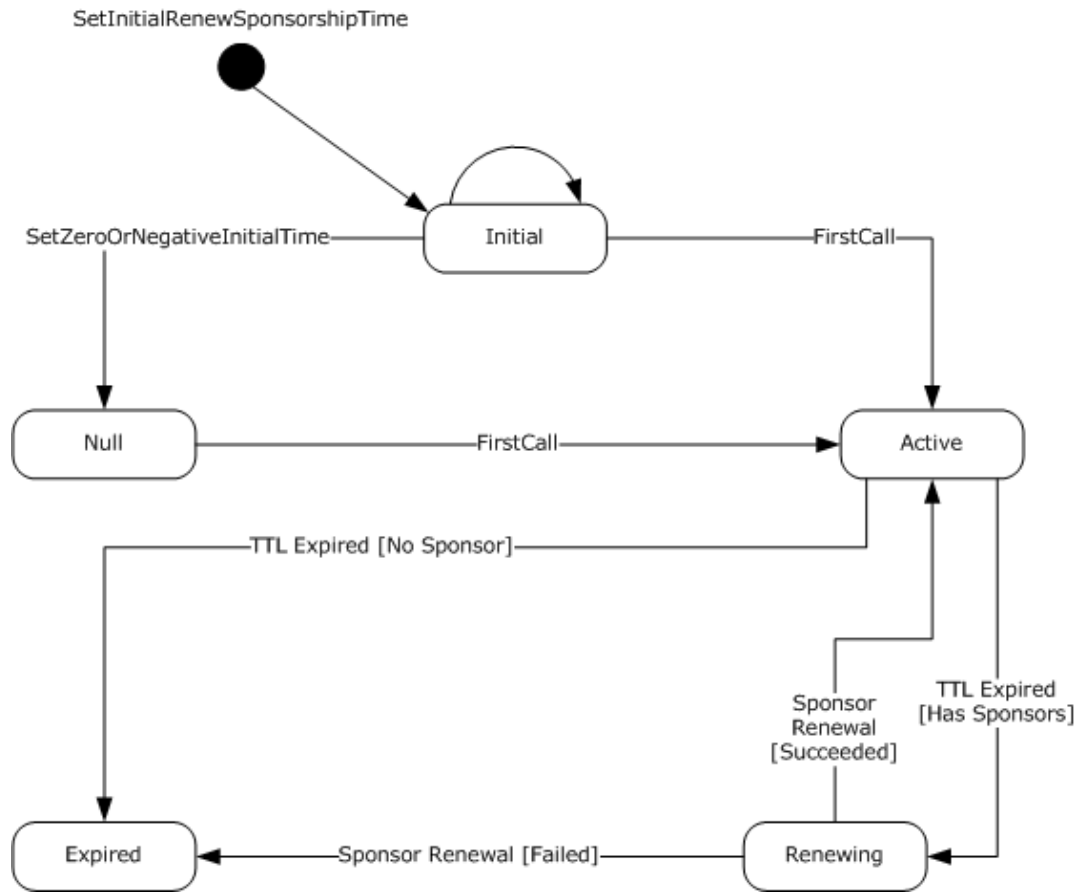 SetInitialRenewSponsorshipTime
SetZeroOrNegativeInitialTime
Initial
FirstCall
Null
FirstCall
Active
TTL Expired [No Sponsor]
Sponsor
Renewal
[Succeeded]
TTL Expired
[Has Sponsors]
Expired
Sponsor Renewal [Failed]
Renewing